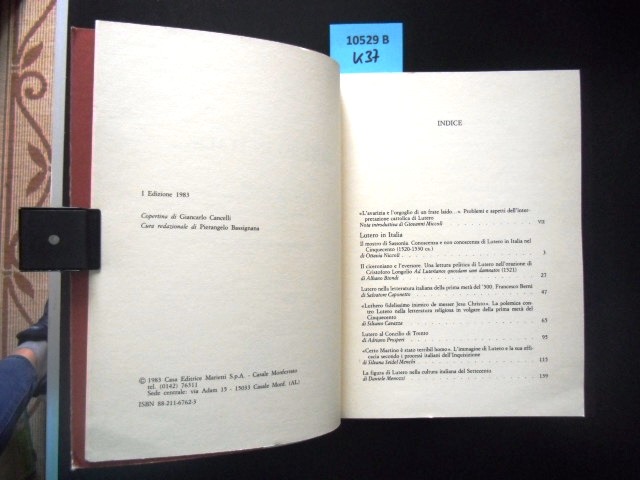 10529 B
K37
1 Edizione 1983
Copertina di Giancarlo Cancelli
Cura redazionale di Pierangelo Bassignana
© 1983 Casa Editrice Marietti S.p.A. - Casale Monferrato
tel. (0142) 76311
Sede centrale: via Adam 15 - 15033 Casale Monf. (AL)
ISBN 88-211-6762-3
INDICE
«L'avarizia e l'orgoglio di un frate laido...». Problemi e aspetti dell'inter-
pretazione cattolica di Lutero
Nota introduttiva di Giovanni Miccoli VII
Lutero in Italia
Il mostro di Sassonia. Conoscenza e non conoscenza di Lutero in Italia nel
Cinquecento (1520-1530 ca.)
di Ottavia Niccoli 3
Il ciceroniano e l'eversore. Una lettura politica di Lutero nell'orazione di
Cristoforo Longolio Ad Luterianos quosdam iam damnatos (1521)
di Albano Biondi 27
Lutero nella letteratura italiana della prima metà del '500. Francesco Berni
di Salvatore Caponetto 47
«Luthero fidelissimo inimico de messer Jesu Christo». La polemica con-
tro Lutero nella letteratura religiosa in volgare della prima metà del
Cinquecento
di Silvano Cavazza 65
Lutero al Concilio di Trento
di Adriano Prosperi 95
«Certo Martino è stato terribil homo». L'immagine di Lutero e la sua effi-
cacia secondo i processi italiani dell'Inquisizione
di Silvana Seidel Menchi 115
La figura di Lutero nella cultura italiana del Settecento
di Daniele Menozzi 139